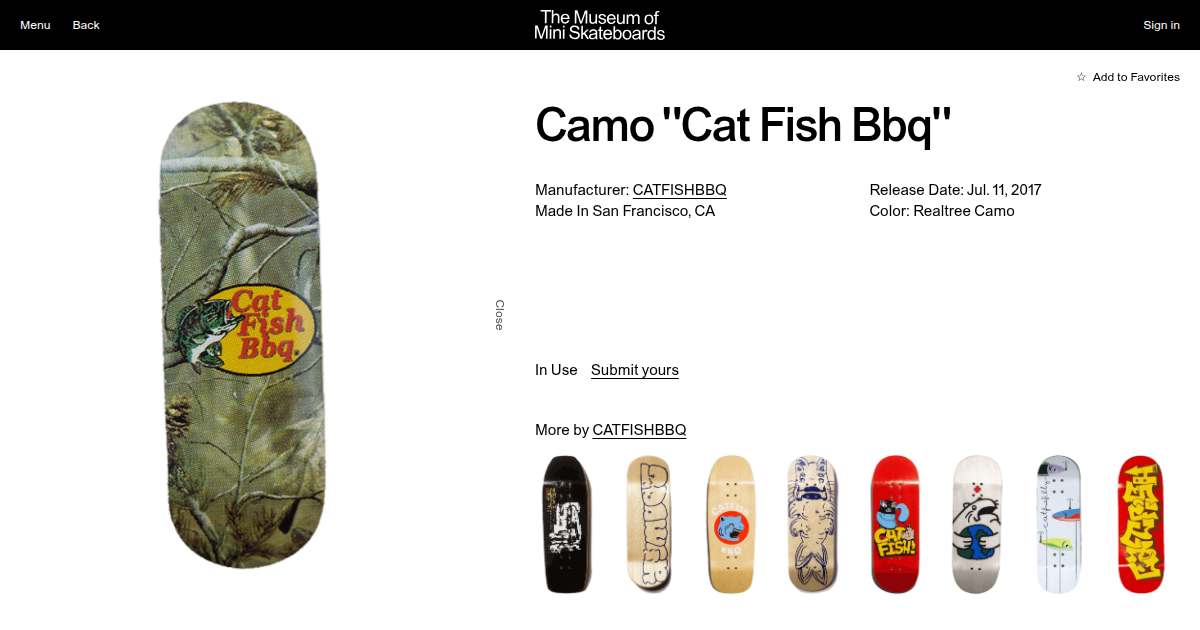 Menu
Back
The Museum of
Mini Skateboards
Sign in
☆ Add to Favorites
Camo "Cat Fish Bbq"
Manufacturer: CATFISHBBQ
Made In San Francisco, CA
Release Date: Jul. 11, 2017
Color: Realtree Camo
Cat
Fish
Bbq
Close
In Use
Submit yours
More by CATFISHBBQ
CATFISH
BBQ
CAT
FISH!